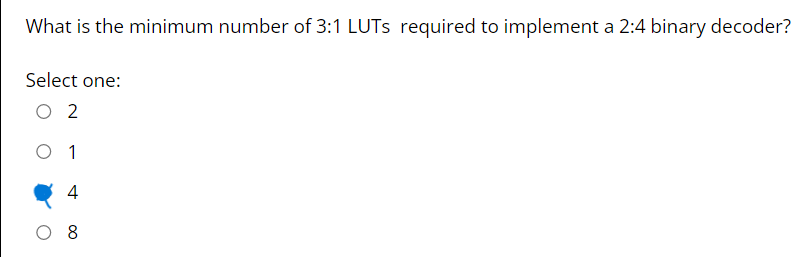 What is the minimum number of 3:1 LUTs required to implement a 2:4 binary decoder?
Select one:
2
1
4
8